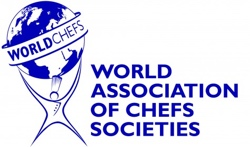 WORLDCHEFS
WORLD
ASSOCIATION
OF CHEFS
SOCIETIES